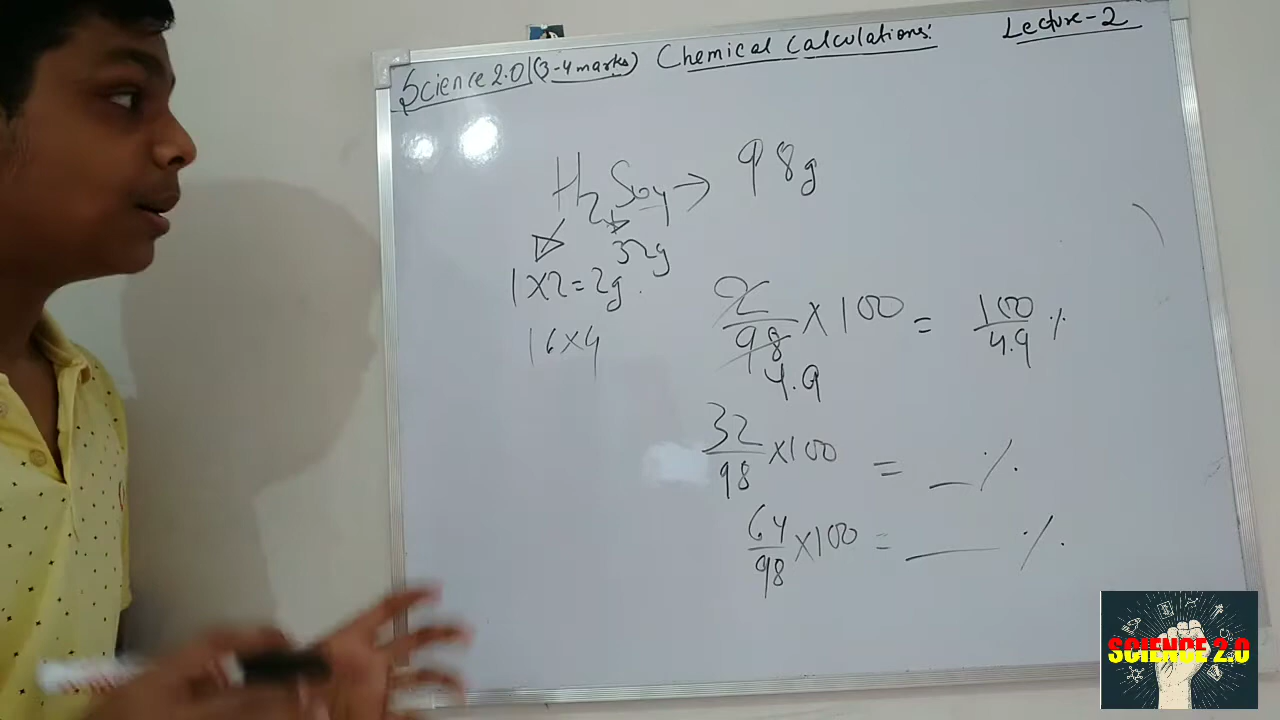 Science 2.0 (3-4 marks) Chemical Calculations: Lecture-2
H2SO4 → 98g
32g
1×2=2g.
16×4
2/98 ×100 = 100/4.9 %
4.9
32/98 ×100 = _%
64/98 ×100 = __ %
SCIENCE 2.0